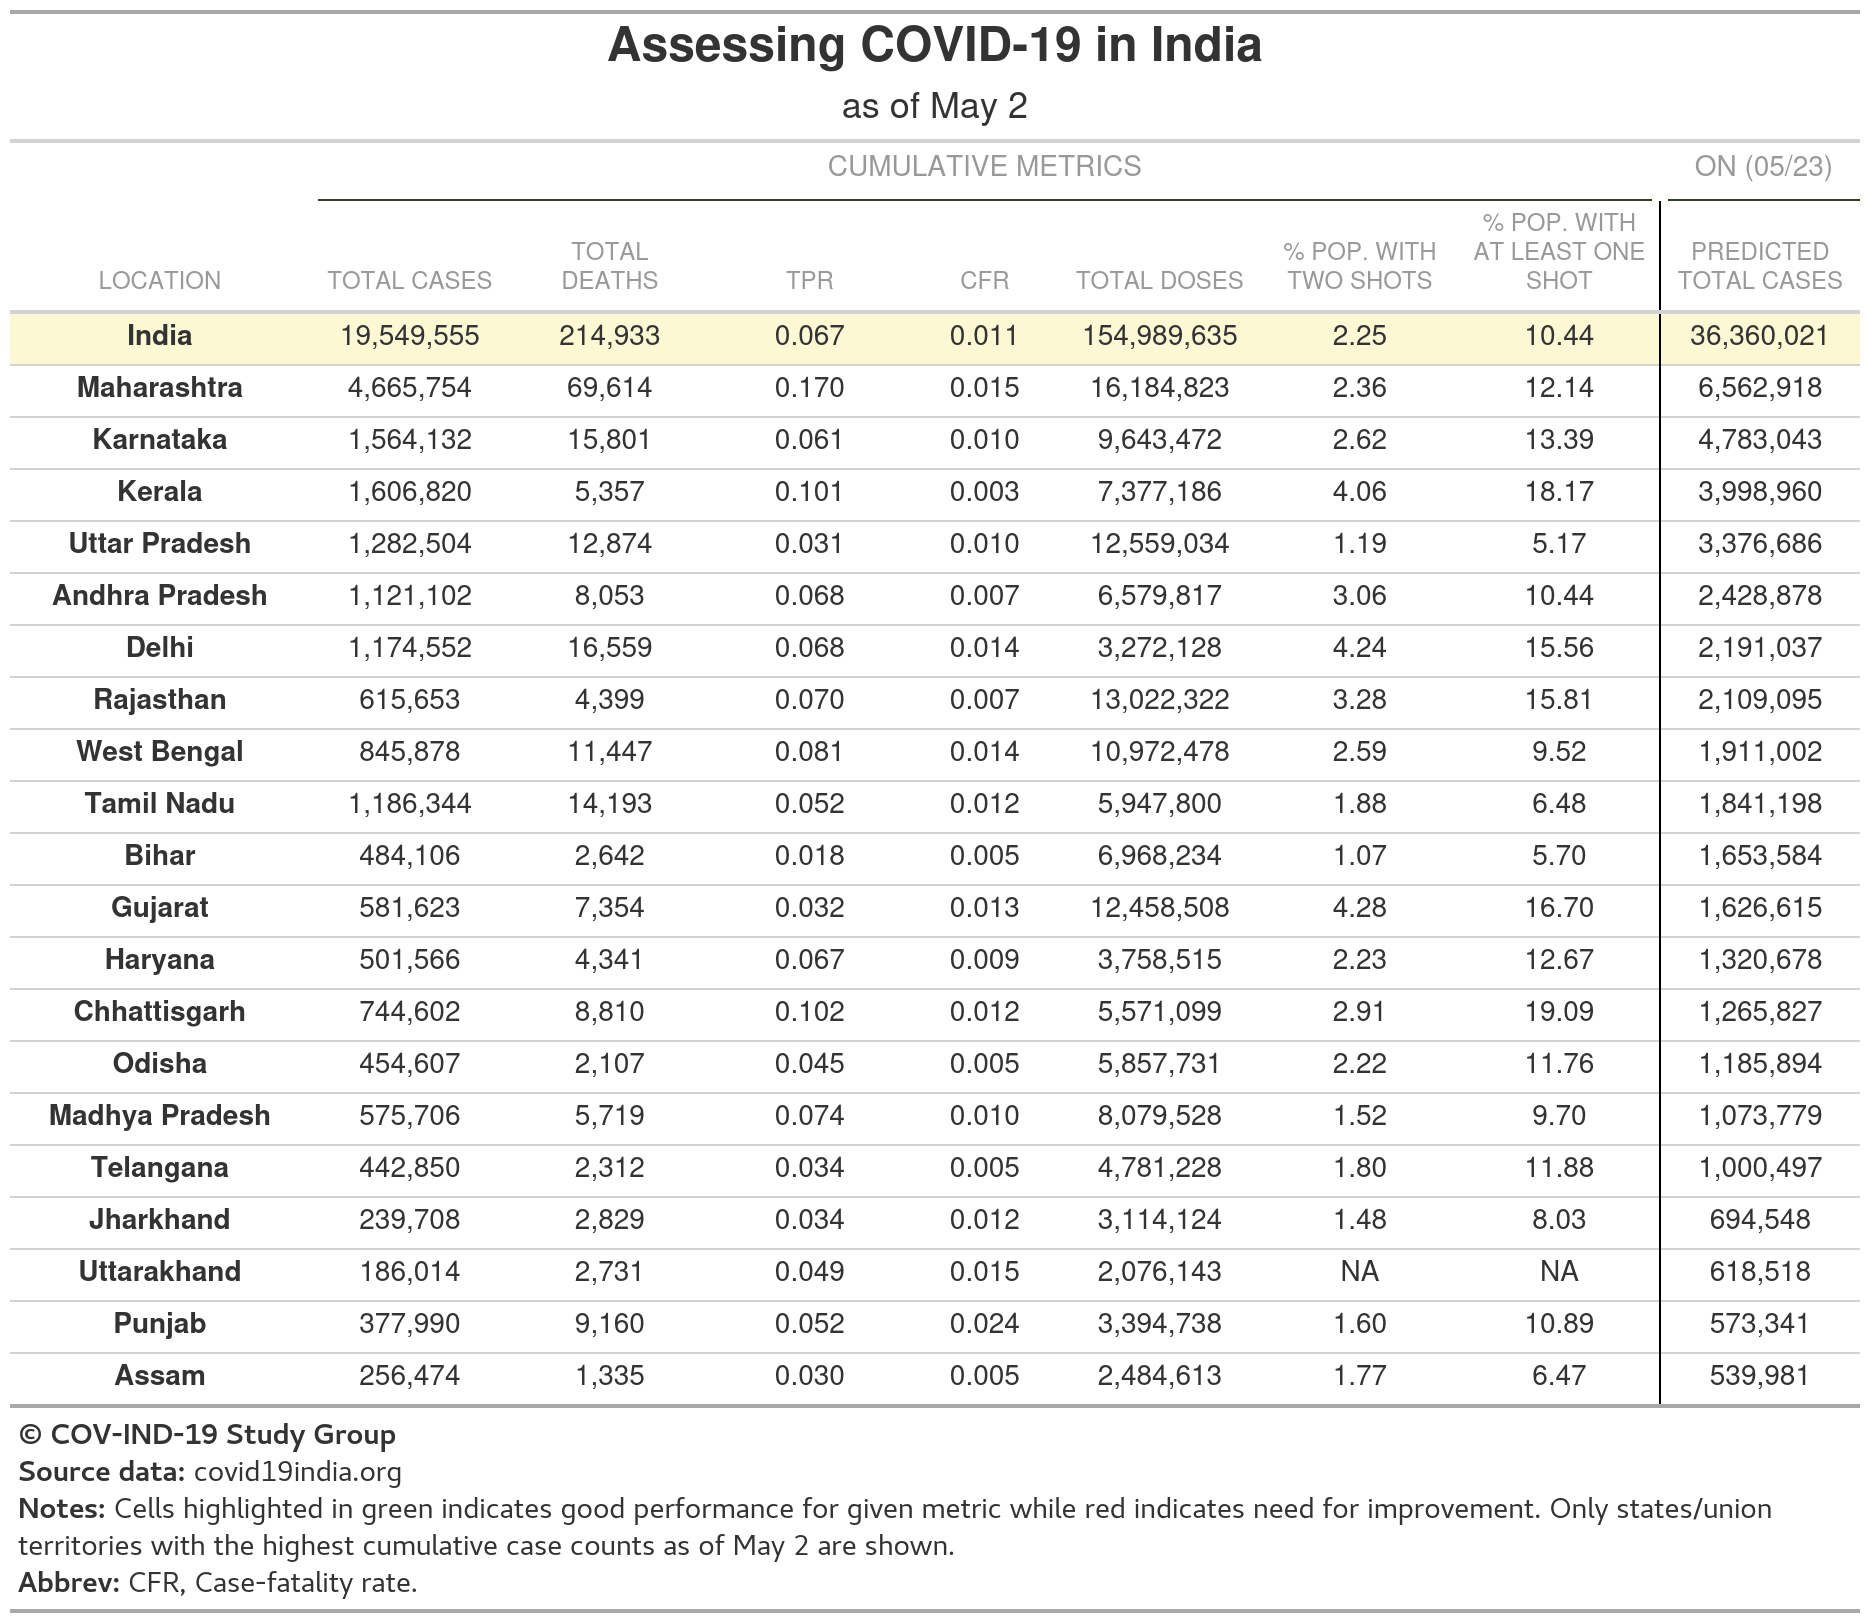 Assessing COVID-19 in India
as of May 2
CUMULATIVE METRICS ON (05/23)
LOCATION TOTAL CASES TOTAL DEATHS TPR CFR TOTAL DOSES % POP. WITH TWO SHOTS % POP. WITH AT LEAST ONE SHOT PREDICTED TOTAL CASES
India 19,549,555 214,933 0.067 0.011 154,989,635 2.25 10.44 36,360,021
Maharashtra 4,665,754 69,614 0.170 0.015 16,184,823 2.36 12.14 6,562,918
Karnataka 1,564,132 15,801 0.061 0.010 9,643,472 2.62 13.39 4,783,043
Kerala 1,606,820 5,357 0.101 0.003 7,377,186 4.06 18.17 3,998,960
Uttar Pradesh 1,282,504 12,874 0.031 0.010 12,559,034 1.19 5.17 3,376,686
Andhra Pradesh 1,121,102 8,053 0.068 0.007 6,579,817 3.06 10.44 2,428,878
Delhi 1,174,552 16,559 0.068 0.014 3,272,128 4.24 15.56 2,191,037
Rajasthan 615,653 4,399 0.070 0.007 13,022,322 3.28 15.81 2,109,095
West Bengal 845,878 11,447 0.081 0.014 10,972,478 2.59 9.52 1,911,002
Tamil Nadu 1,186,344 14,193 0.052 0.012 5,947,800 1.88 6.48 1,841,198
Bihar 484,106 2,642 0.018 0.005 6,968,234 1.07 5.70 1,653,584
Gujarat 581,623 7,354 0.032 0.013 12,458,508 4.28 16.70 1,626,615
Haryana 501,566 4,341 0.067 0.009 3,758,515 2.23 12.67 1,320,678
Chhattisgarh 744,602 8,810 0.102 0.012 5,571,099 2.91 19.09 1,265,827
Odisha 454,607 2,107 0.045 0.005 5,857,731 2.22 11.76 1,185,894
Madhya Pradesh 575,706 5,719 0.074 0.010 8,079,528 1.52 9.70 1,073,779
Telangana 442,850 2,312 0.034 0.005 4,781,228 1.80 11.88 1,000,497
Jharkhand 239,708 2,829 0.034 0.012 3,114,124 1.48 8.03 694,548
Uttarakhand 186,014 2,731 0.049 0.015 2,076,143 NA NA 618,518
Punjab 377,990 9,160 0.052 0.024 3,394,738 1.60 10.89 573,341
Assam 256,474 1,335 0.030 0.005 2,484,613 1.77 6.47 539,981
© COV-IND-19 Study Group
Source data: covid19india.org
Notes: Cells highlighted in green indicates good performance for given metric while red indicates need for improvement. Only states/union
territories with the highest cumulative case counts as of May 2 are shown.
Abbrev: CFR, Case-fatality rate.